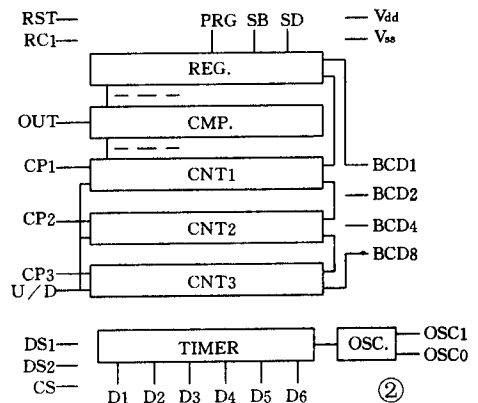 RST
PRG SB SD
Vdd
RC1
Vss
REG.
OUT
CMP.
CP1
CNT1
BCD1
BCD2
CP2
CNT2
BCD4
BCD8
CP3
CNT3
U/D
DS1
TIMER
OSC.
OSC1
OSC0
DS2
CS
D1 D2 D3 D4 D5 D6
②